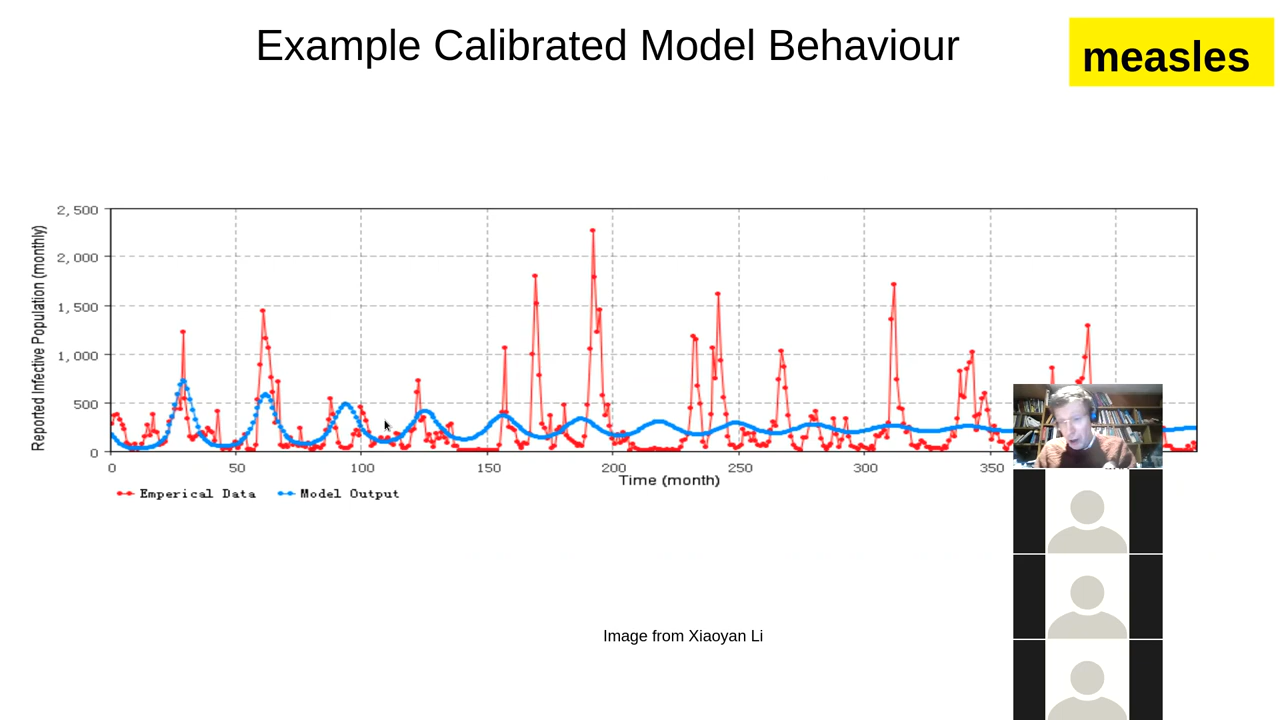 Example Calibrated Model Behaviour
measles
Reported Infective Population (monthly)
2,500
2,000
1,500
1,000
500
0
0 50 100 150 200 250 300 350
Time (month)
Emperical Data Model Output
Image from Xiaoyan Li